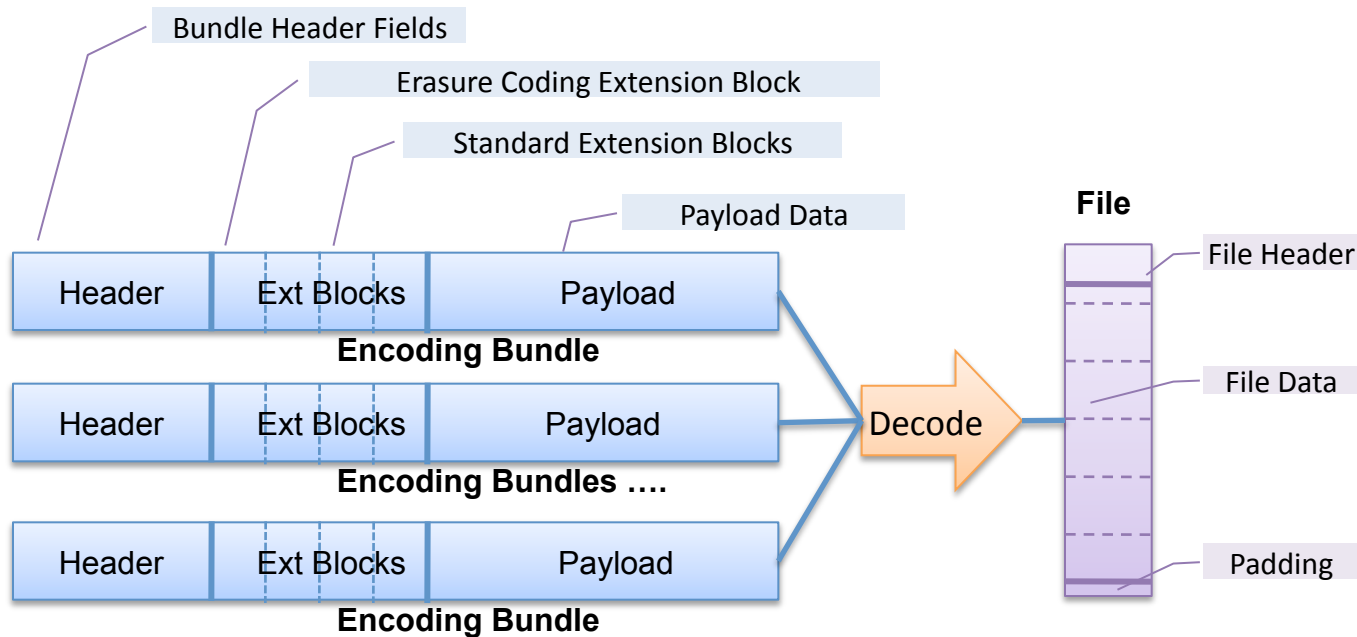 Bundle Header Fields
Erasure Coding Extension Block
Standard Extension Blocks
Payload Data
File
File Header
Header Ext Blocks Payload
Encoding Bundle
File Data
Header Ext Blocks Payload
Decode
Encoding Bundles ....
Header Ext Blocks Payload
Padding
Encoding Bundle